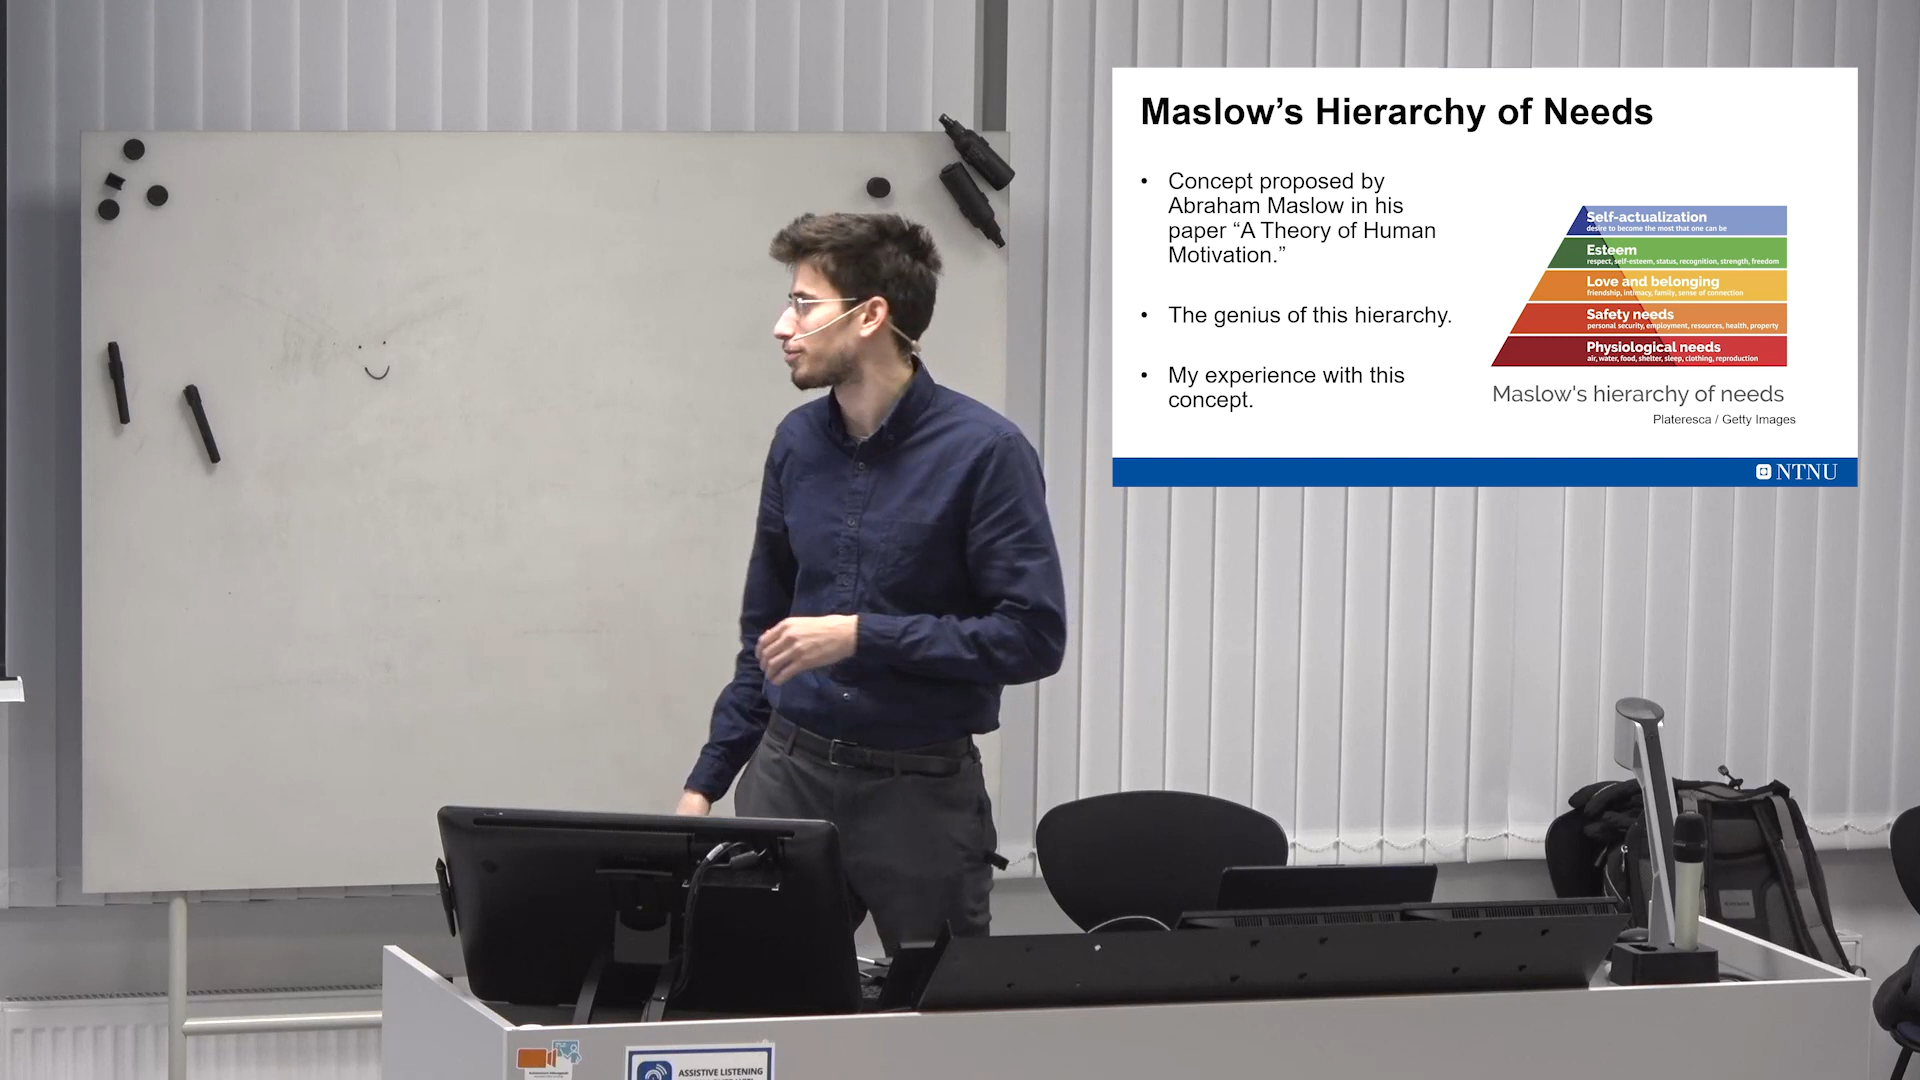 Maslow’s Hierarchy of Needs
• Concept proposed by
Abraham Maslow in his
paper “A Theory of Human
Motivation.”
• The genius of this hierarchy.
• My experience with this
concept.
Self-actualization
desire to become the most that one can be
Esteem
respect, self-esteem, status, recognition, strength, freedom
Love and belonging
friendship, intimacy, family, sense of connection
Safety needs
personal security, employment, resources, health, property
Physiological needs
air, water, food, shelter, sleep, clothing, reproduction
Maslow's hierarchy of needs
Plateresca / Getty Images
NTNU
ASSISTIVE LISTENING